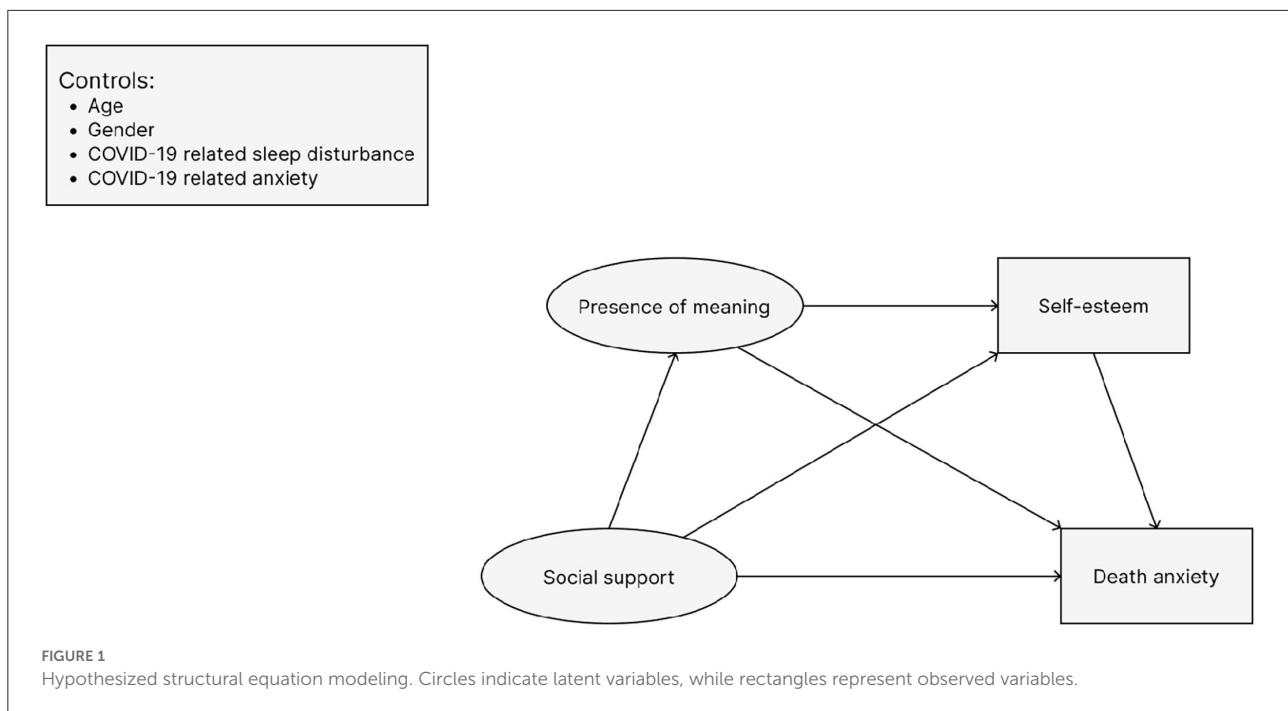 Controls:
• Age
• Gender
• COVID-19 related sleep disturbance
• COVID-19 related anxiety
Presence of meaning
Self-esteem
Social support
Death anxiety
FIGURE 1
Hypothesized structural equation modeling. Circles indicate latent variables, while rectangles represent observed variables.